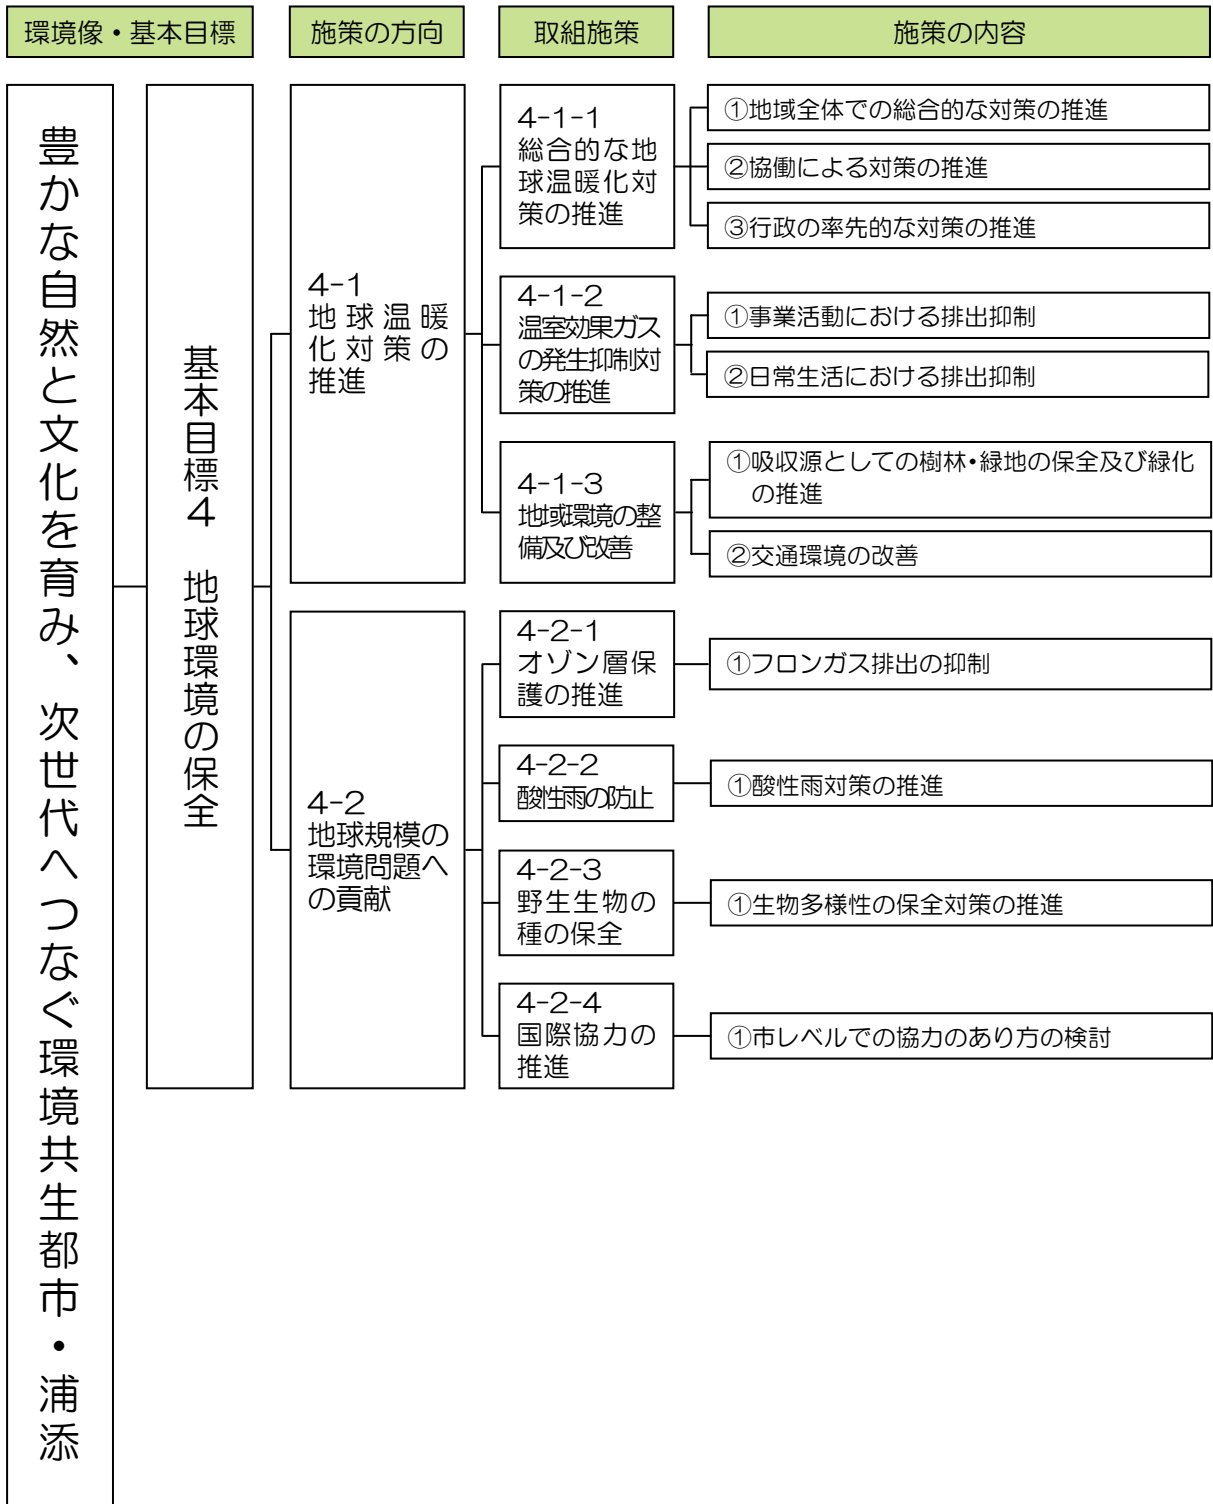 環境像・基本目標
施策の方向
取組施策
施策の内容
豊かな自然と文化を育み、次世代へつなぐ環境共生都市・浦添
基本目標4 地球環境の保全
4-1
地球温暖
化対策の
推進
4-1-1
総合的な地
球温暖化対
策の推進
①地域全体での総合的な対策の推進
②協働による対策の推進
③行政の率先的な対策の推進
4-1-2
温室効果ガス
の発生抑制対
策の推進
①事業活動における排出抑制
②日常生活における排出抑制
4-1-3
地域環境の整
備及び改善
①吸収源としての樹林・緑地の保全及び緑化
の推進
②交通環境の改善
4-2
地球規模の
環境問題へ
の貢献
4-2-1
オゾン層保
護の推進
①フロンガス排出の抑制
4-2-2
酸性雨の防止
①酸性雨対策の推進
4-2-3
野生生物の
種の保全
①生物多様性の保全対策の推進
4-2-4
国際協力の
推進
①市レベルでの協力のあり方の検討